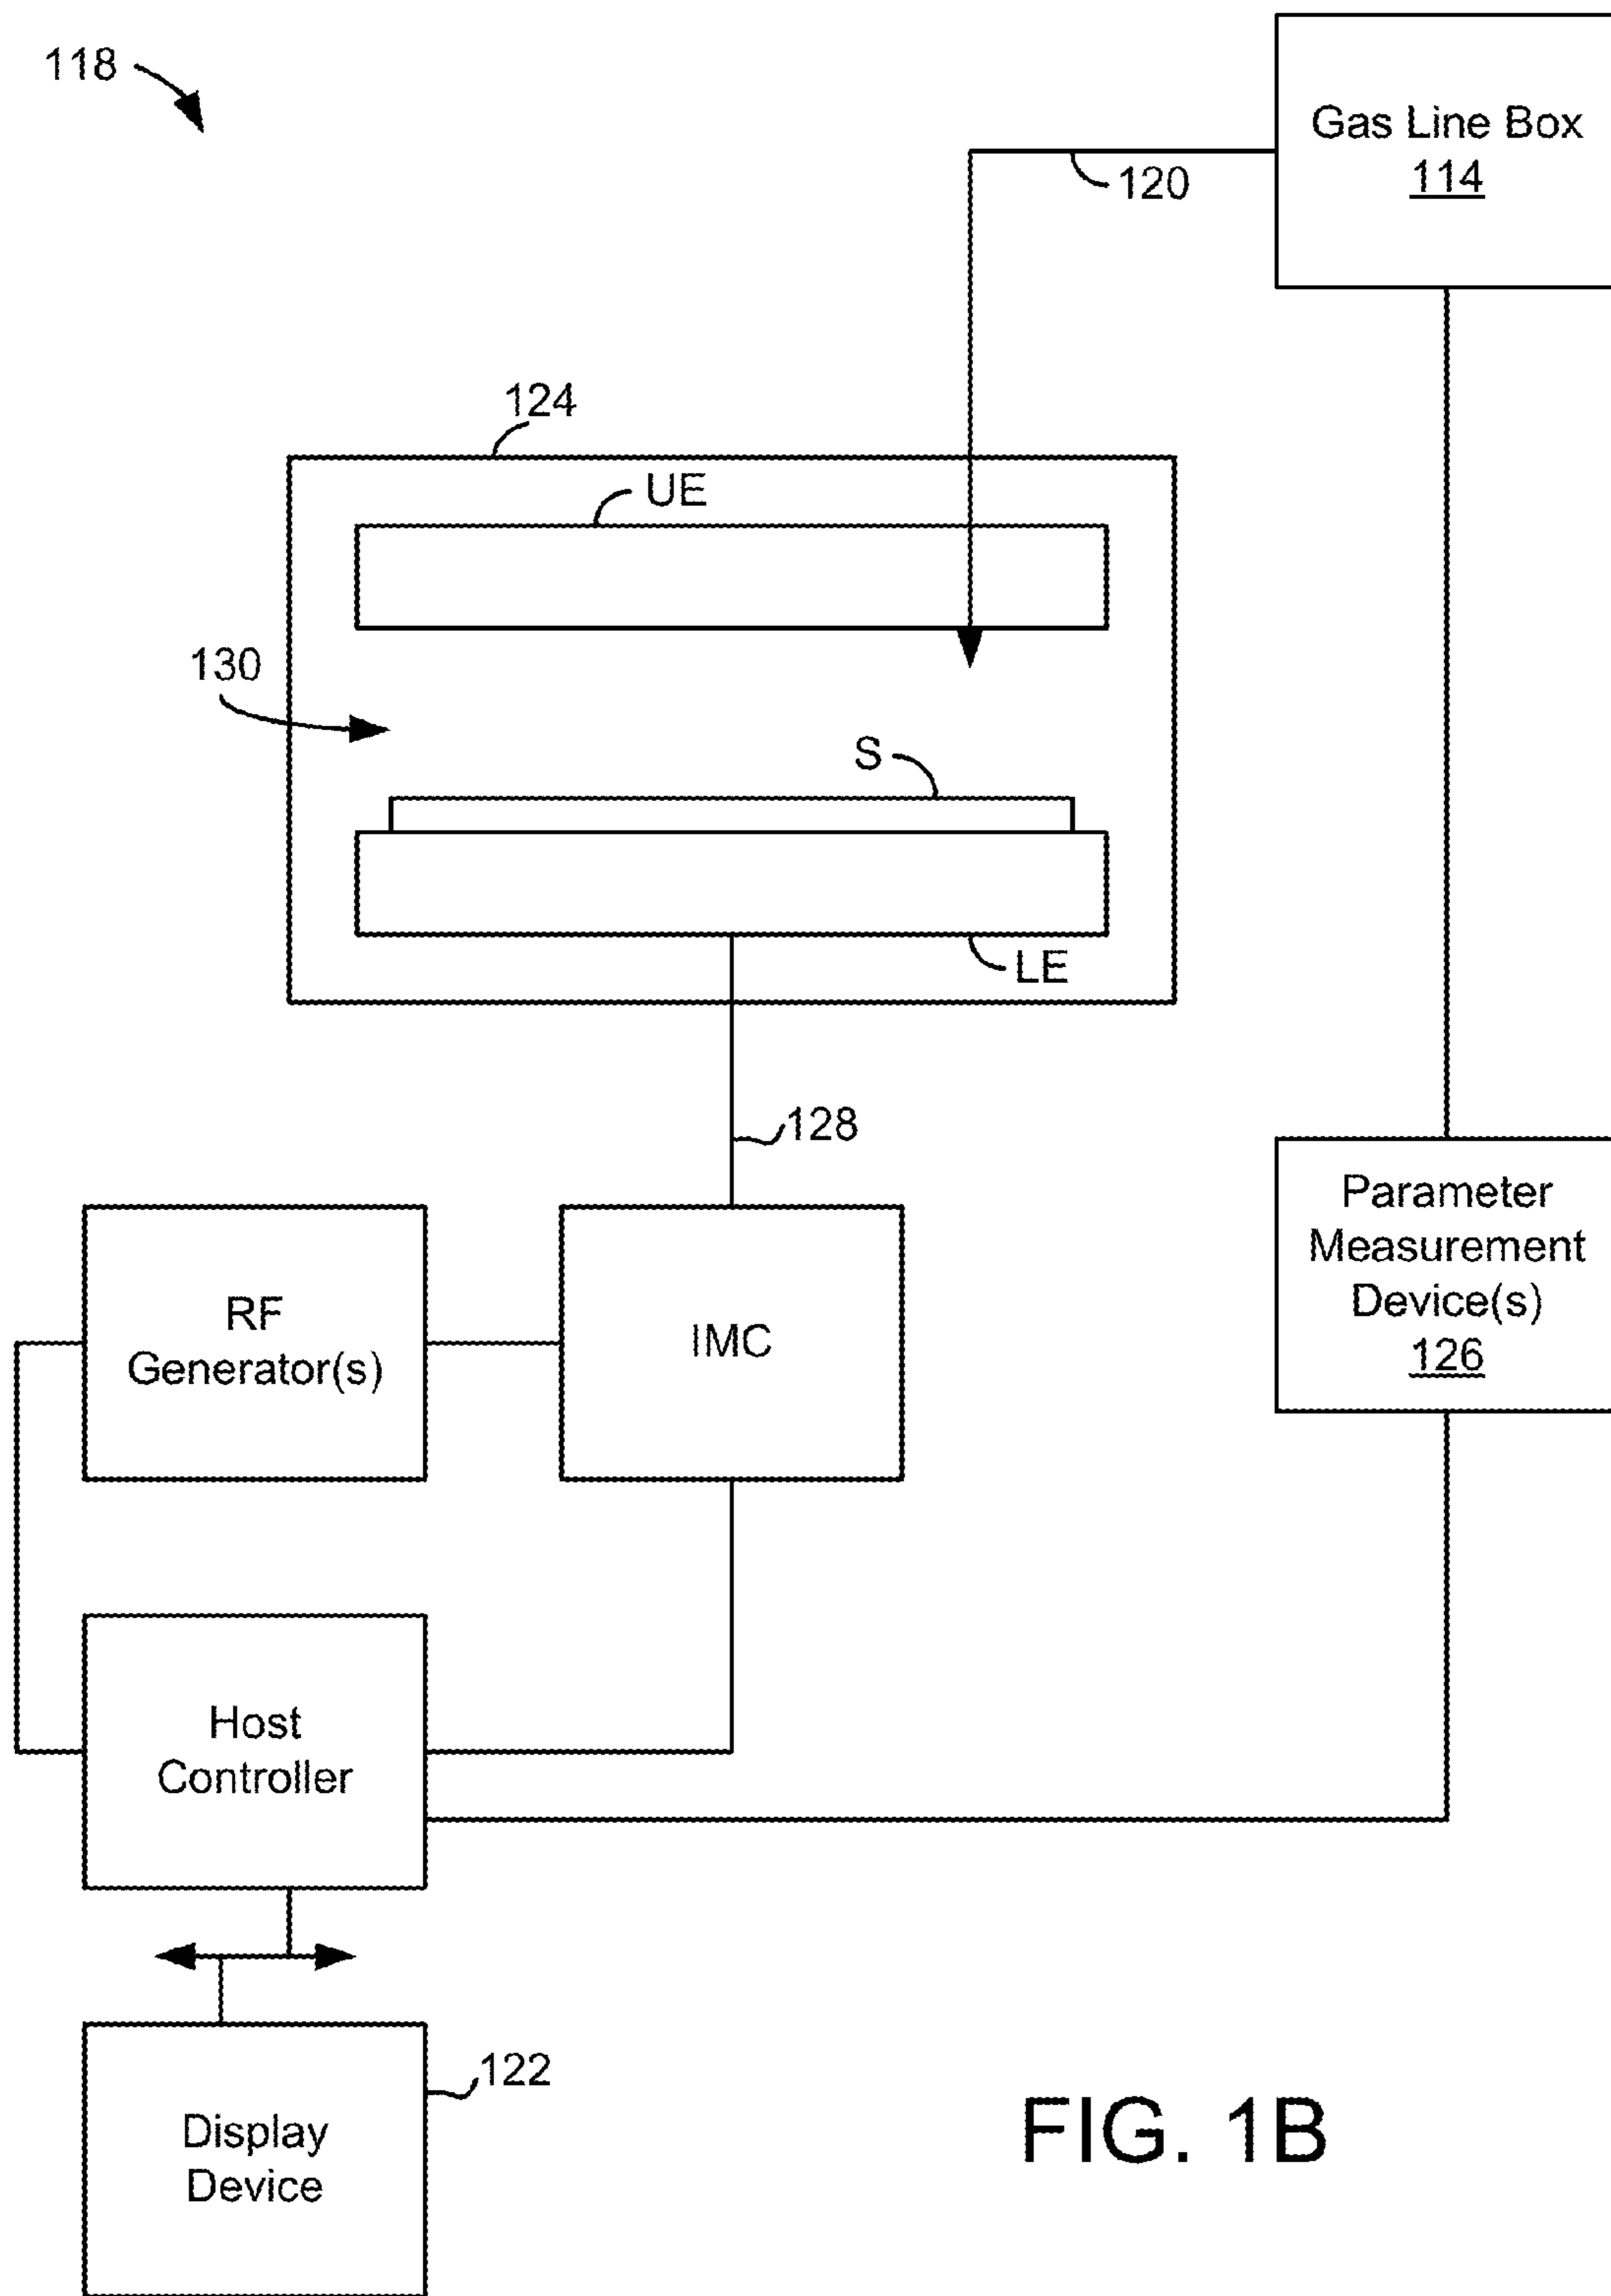 118
Gas Line Box
114
120
124
UE
130
S
LE
128
Parameter
Measurement
Device(s)
126
RF
Generator(s)
IMC
Host
Controller
122
Display
Device
FIG. 1B